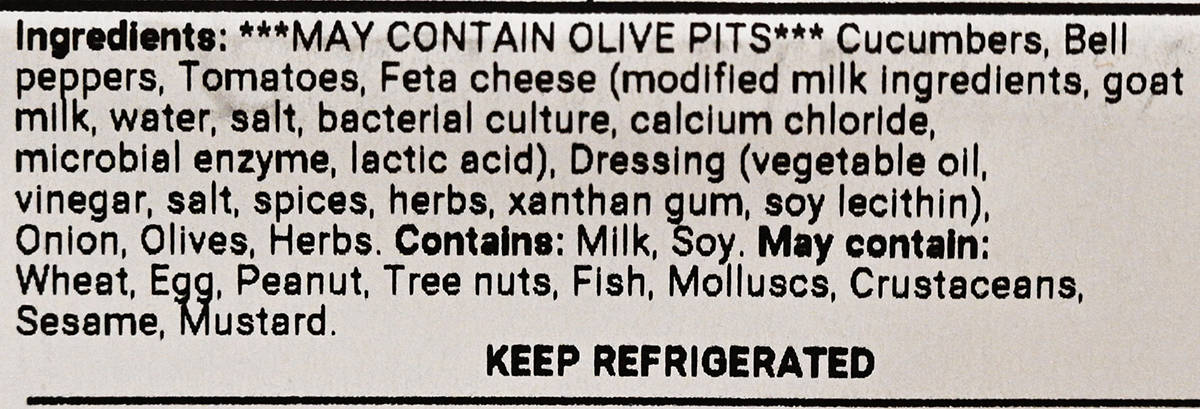 Ingredients: ***MAY CONTAIN OLIVE PITS*** Cucumbers, Bell
peppers, Tomatoes, Feta cheese (modified milk ingredients, goat
milk, water, salt, bacterial culture, calcium chloride,
microbial enzyme, lactic acid), Dressing (vegetable oil,
vinegar, salt, spices, herbs, xanthan gum, soy lecithin),
Onion, Olives, Herbs. Contains: Milk, Soy. May contain:
Wheat, Egg, Peanut, Tree nuts, Fish, Molluscs, Crustaceans,
Sesame, Mustard.
KEEP REFRIGERATED